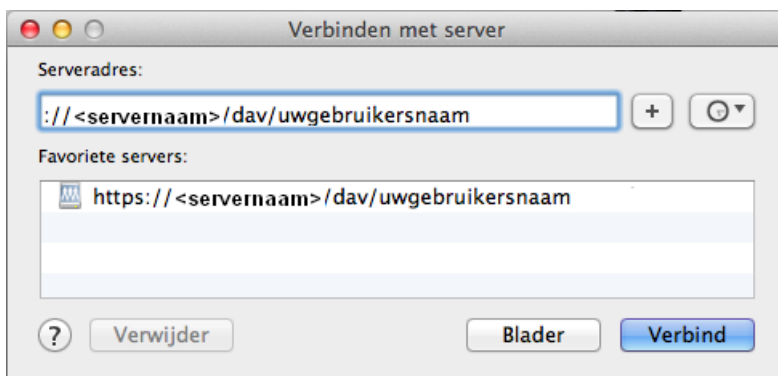 Verbinden met server
Serveradres:
://<servernaam>/dav/uwgebruikersnaam
+
Favoriete servers:
https://<servernaam>/dav/uwgebruikersnaam
? Verwijder Blader Verbind